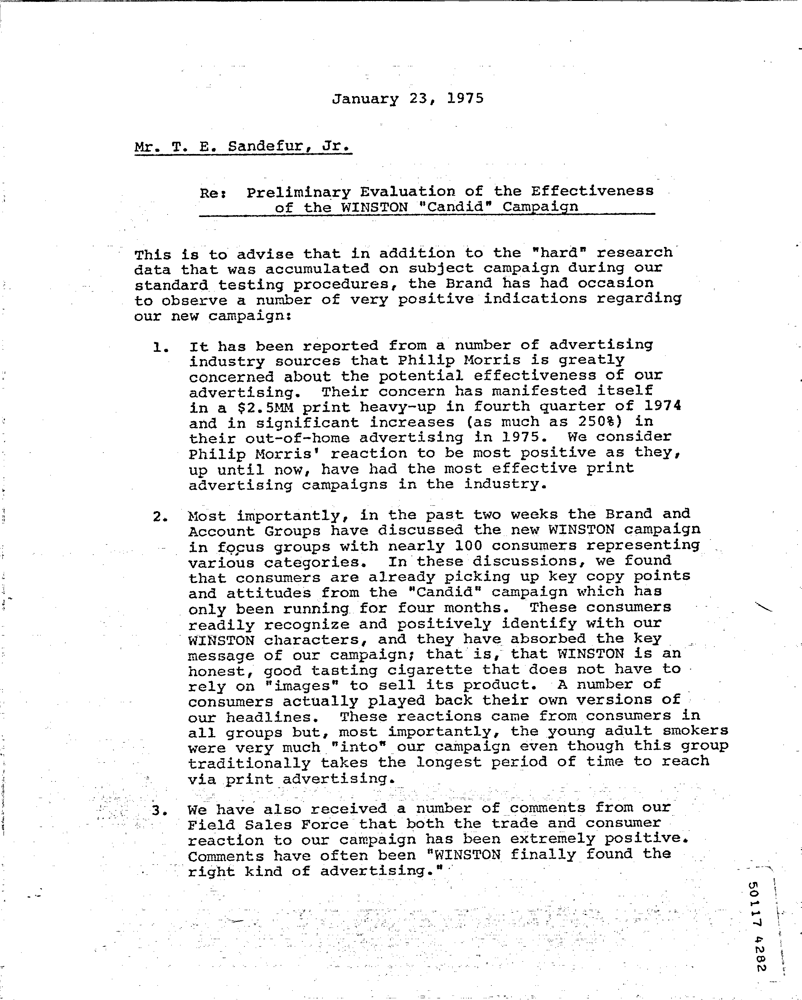 January 23, 1975
Mr. T. E. Sandefur, Jr.
Re: Preliminary Evaluation of the Effectiveness
of the WINSTON "Candid" Campaign
This is to advise that in addition to the "hard" research
data that was accumulated on subject campaign during our
standard testing procedures, the Brand has had occasion
to observe a number of very positive indications regarding
our new campaign:
1. It has been reported from a number of advertising
industry sources that Philip Morris is greatly
concerned about the potential effectiveness of our
advertising. Their concern has manifested itself
in a $2.5MM print heavy-up in fourth quarter of 1974
and in significant increases (as much as 250%) in
their out-of-home advertising in 1975. We consider
Philip Morris' reaction to be most positive as they,
up until now, have had the most effective print
advertising campaigns in the industry.
2. Most importantly, in the past two weeks the Brand and
Account Groups have discussed the new WINSTON campaign
in focus groups with nearly 100 consumers representing
various categories. In these discussions, we found
that consumers are already picking up key copy points
and attitudes from the "Candid" campaign which has
only been running for four months. These consumers
readily recognize and positively identify with our
WINSTON characters, and they have absorbed the key
message of our campaign; that is, that WINSTON is an
honest, good tasting cigarette that does not have to
rely on "images" to sell its product. A number of
consumers actually played back their own versions of
our headlines. These reactions came from consumers in
all groups but, most importantly, the young adult smokers
were very much "into" our campaign even though this group
traditionally takes the longest period of time to reach
via print advertising.
3. We have also received a number of comments from our
Field Sales Force that both the trade and consumer
reaction to our campaign has been extremely positive.
Comments have often been "WINSTON finally found the
right kind of advertising."
50117 4282